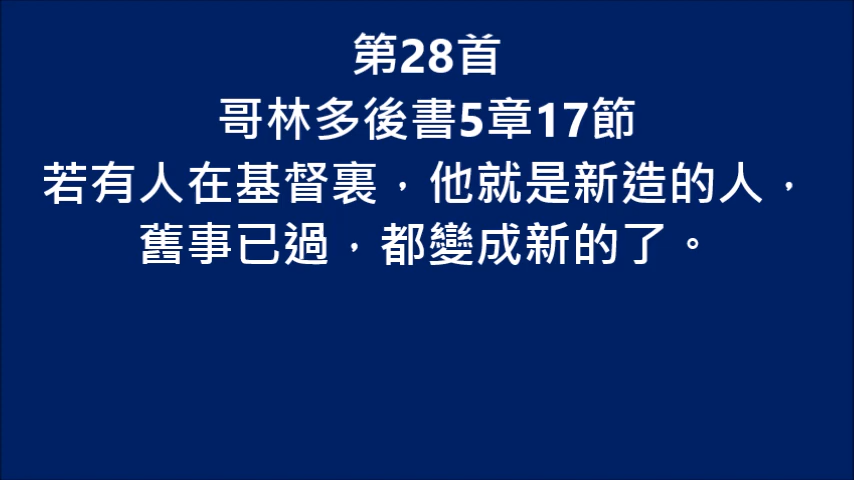 第28首
哥林多後書5章17節
若有人在基督裏，他就是新造的人，
舊事已過，都變成新的了。